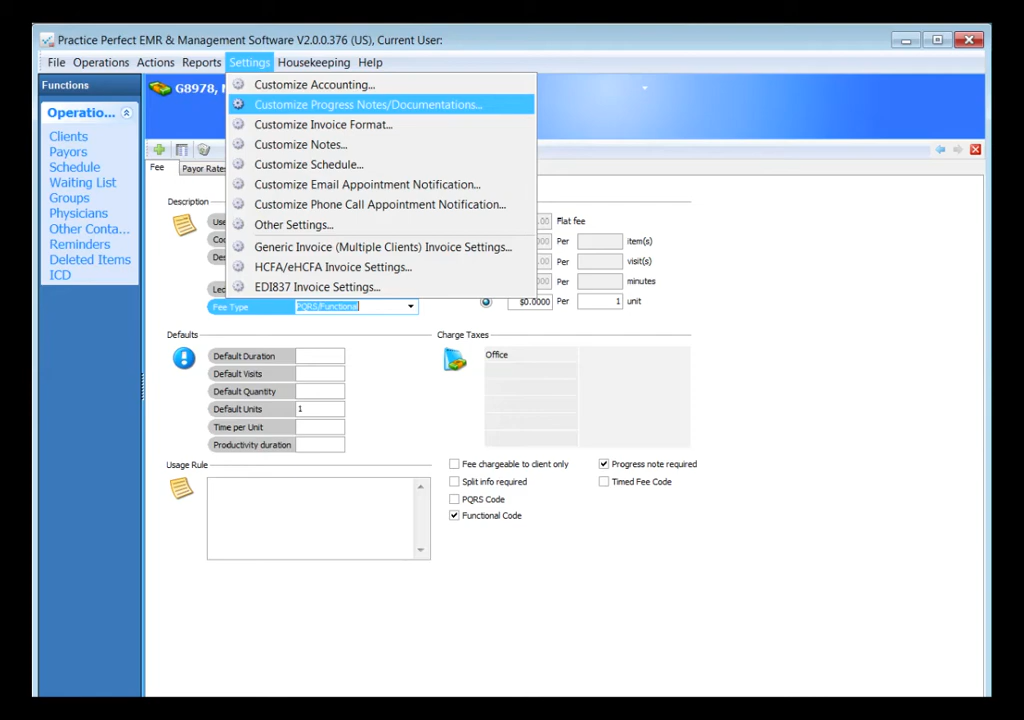 Practice Perfect EMR & Management Software V2.0.0.376 (US), Current User:
File Operations Actions Reports Settings Housekeeping Help
Functions
Operatio...
Clients
Payors
Schedule
Waiting List
Groups
Physicians
Other Conta...
Reminders
Deleted Items
ICD
G8978,
Customize Accounting...
Customize Progress Notes/Documentations...
Customize Invoice Format...
Customize Notes...
Customize Schedule...
Customize Email Appointment Notification...
Customize Phone Call Appointment Notification...
Other Settings...
Generic Invoice (Multiple Clients) Invoice Settings...
HCFA/eHCFA Invoice Settings...
EDI837 Invoice Settings...
Fee Payor Rates
Description
Flat fee
Per item(s)
Per visit(s)
Per minutes
Fee Type PQRS/Functional $0.0000 Per 1 unit
Defaults
Default Duration
Default Visits
Default Quantity
Default Units 1
Time per Unit
Productivity duration
Charge Taxes
Office
Usage Rule
Fee chargeable to client only
Split info required
PQRS Code
Functional Code
Progress note required
Timed Fee Code